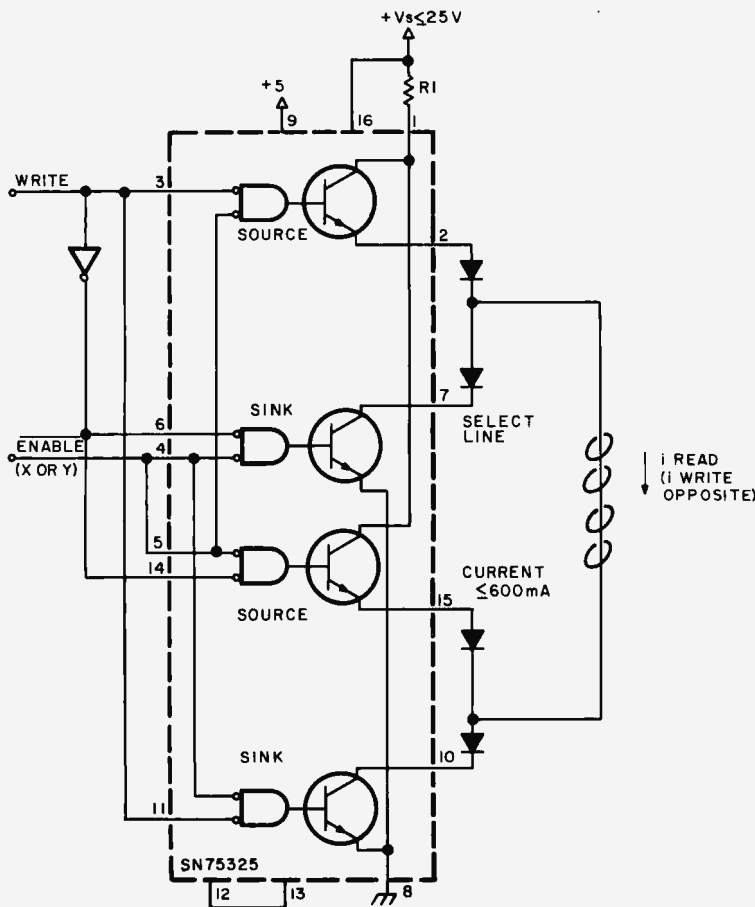 +Vs≤25V
+5
R1
9
16
1
WRITE
3
SOURCE
2
6
SINK
7
SELECT
LINE
ENABLE
(X OR Y)
4
i READ
(i WRITE
OPPOSITE)
5
14
CURRENT
≤600mA
15
SOURCE
SINK
10
11
SN75325
12
13
8